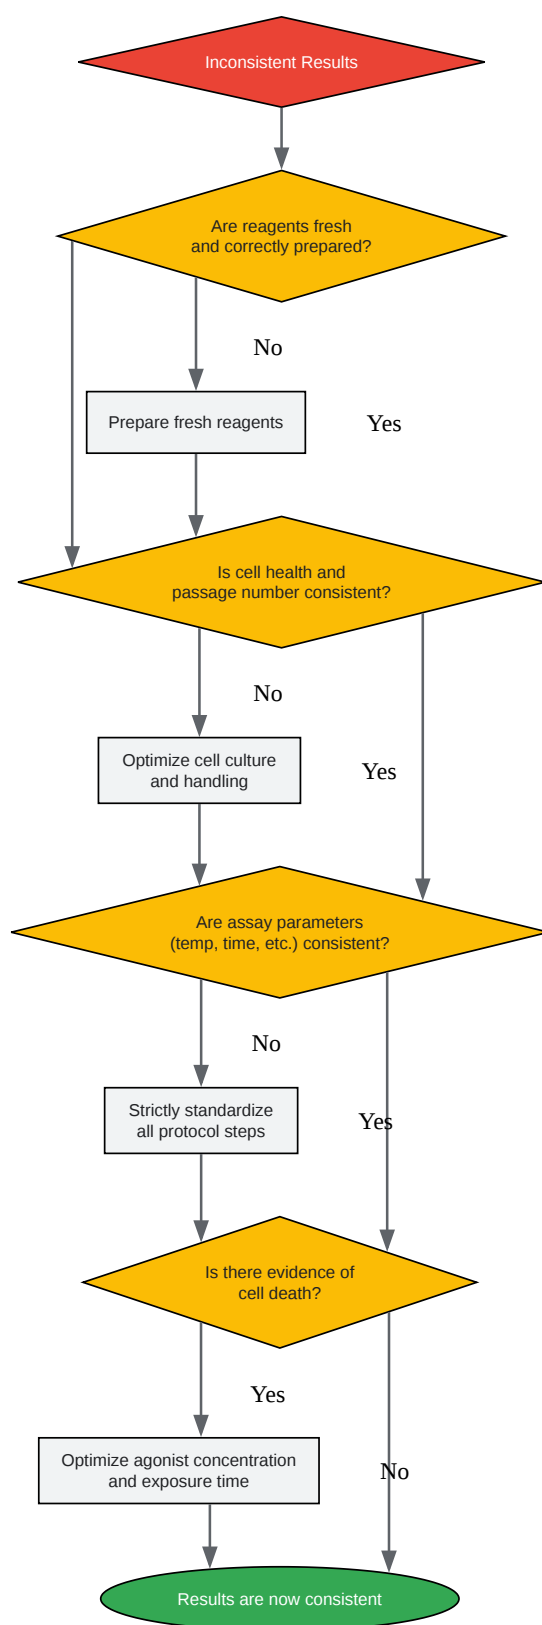 Inconsistent Results
Are reagents fresh
and correctly prepared?
No
Prepare fresh reagents
Yes
Is cell health and
passage number consistent?
No
Optimize cell culture
and handling
Yes
Are assay parameters
(temp, time, etc.) consistent?
No
Strictly standardize
all protocol steps
Yes
Is there evidence of
cell death?
Yes
Optimize agonist concentration
and exposure time
No
Results are now consistent